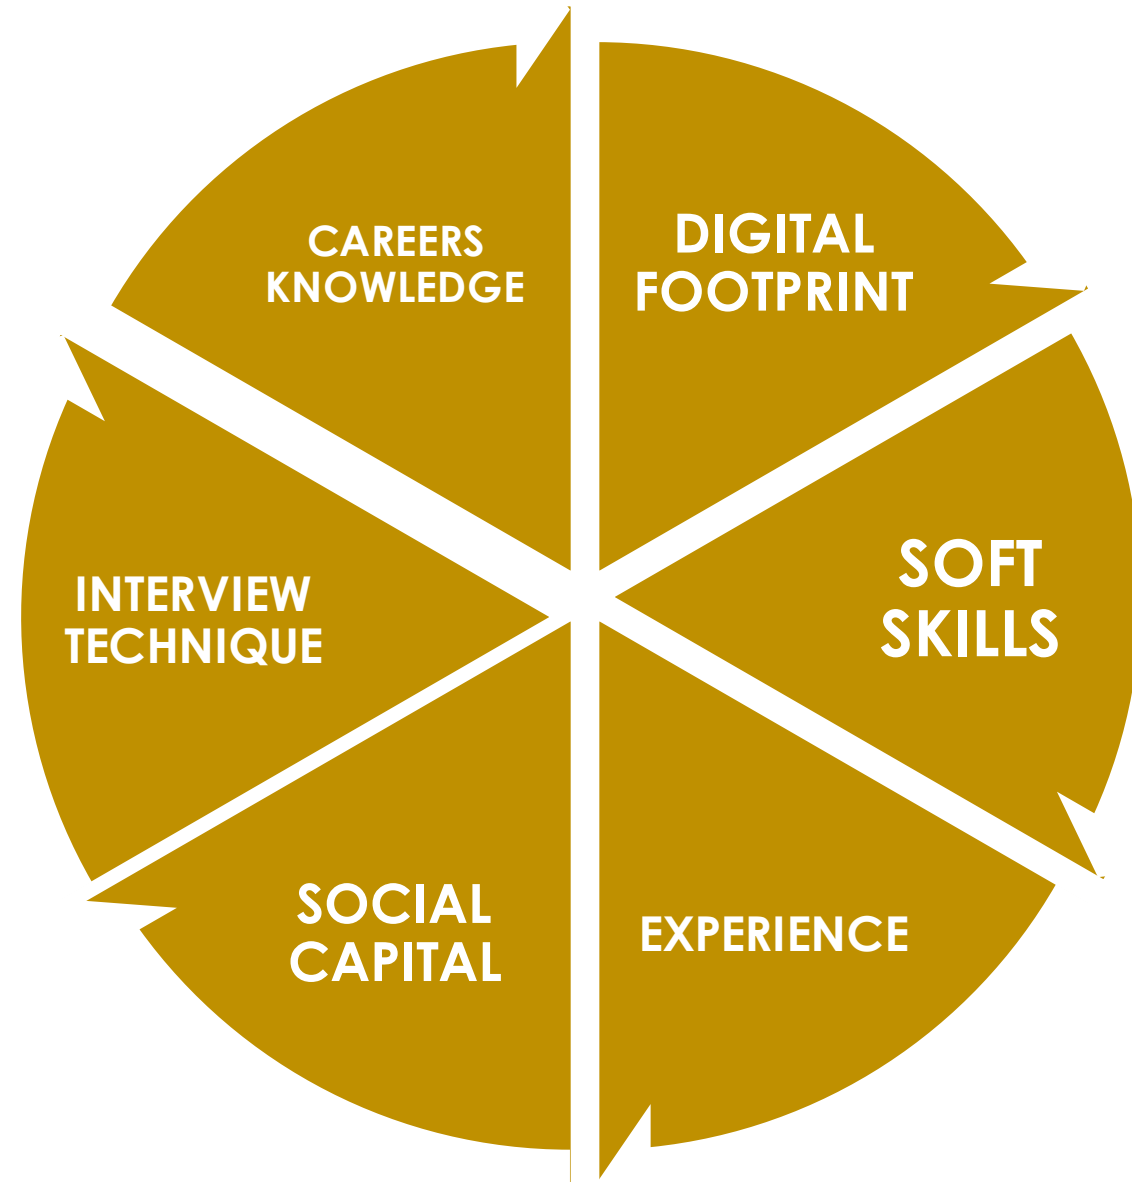 CAREERS
KNOWLEDGE
DIGITAL
FOOTPRINT
SOFT
SKILLS
EXPERIENCE
SOCIAL
CAPITAL
INTERVIEW
TECHNIQUE